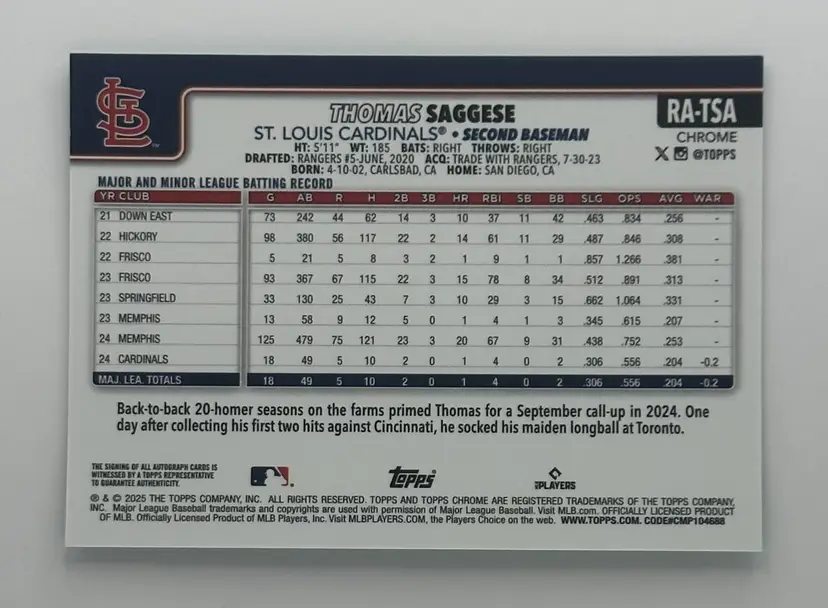 STL
THOMAS SAGGESE
RA-TSA
ST. LOUIS CARDINALS® • SECOND BASEMAN
CHROME
HT: 5'11" WT: 185 BATS: RIGHT THROWS: RIGHT
X @TOPPS
DRAFTED: RANGERS #5-JUNE, 2020 ACQ: TRADE WITH RANGERS, 7-30-23
BORN: 4-10-02, CARLSBAD, CA HOME: SAN DIEGO, CA
MAJOR AND MINOR LEAGUE BATTING RECORD
YR CLUB G AB R H 2B 3B HR RBI SB BB SLG OPS AVG WAR
21 DOWN EAST 73 242 44 62 14 3 10 37 11 42 .463 .834 .256 -
22 HICKORY 98 380 56 117 22 2 14 61 11 29 .487 .846 .308 -
22 FRISCO 5 21 5 8 3 2 1 9 1 1 .857 1.266 .381 -
23 FRISCO 93 367 67 115 22 3 15 78 8 34 .512 .891 .313 -
23 SPRINGFIELD 33 130 25 43 7 3 10 29 3 15 .662 1.064 .331 -
23 MEMPHIS 13 58 9 12 5 0 1 4 1 3 .345 .615 .207 -
24 MEMPHIS 125 479 75 121 23 3 20 67 9 31 .438 .752 .253 -
24 CARDINALS 18 49 5 10 2 0 1 4 0 2 .306 .556 .204 -0.2
MAJ. LEA. TOTALS 18 49 5 10 2 0 1 4 0 2 .306 .556 .204 -0.2
Back-to-back 20-homer seasons on the farms primed Thomas for a September call-up in 2024. One
day after collecting his first two hits against Cincinnati, he socked his maiden longball at Toronto.
THE SIGNING OF ALL AUTOGRAPH CARDS IS
WITNESSED BY A TOPPS REPRESENTATIVE
TO GUARANTEE AUTHENTICITY.
Topps
MLBPLAYERS
® & © 2025 THE TOPPS COMPANY, INC. ALL RIGHTS RESERVED. TOPPS AND TOPPS CHROME ARE REGISTERED TRADEMARKS OF THE TOPPS COMPANY,
INC. Major League Baseball trademarks and copyrights are used with permission of Major League Baseball. Visit MLB.com. OFFICIALLY LICENSED PRODUCT
OF MLB. Officially Licensed Product of MLB Players, Inc. Visit MLBPLAYERS.COM, the Players Choice on the web. WWW.TOPPS.COM. CODE#CMP104688